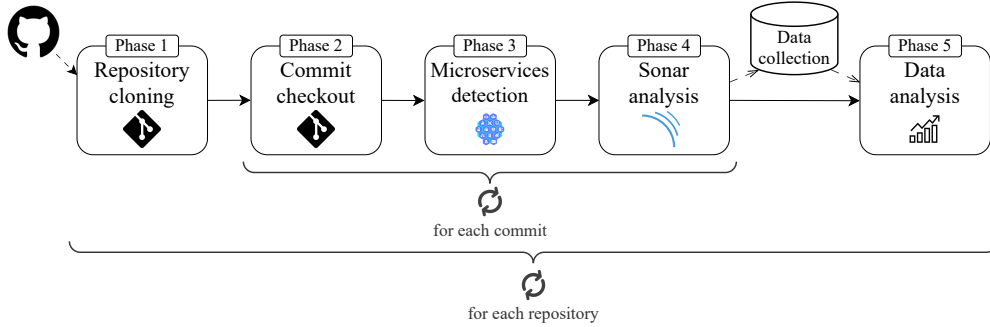 Phase 1
Repository
cloning
Phase 2
Commit
checkout
Phase 3
Microservices
detection
Phase 4
Sonar
analysis
Data
collection
Phase 5
Data
analysis
for each commit
for each repository